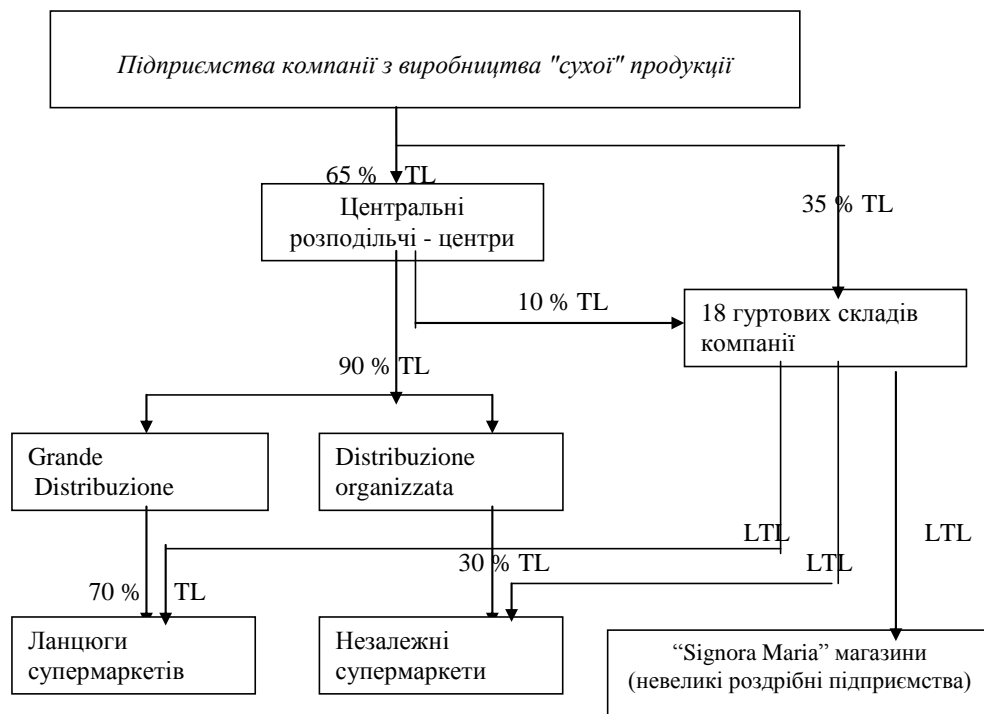 Підприємства компанії з виробництва "сухої" продукції
65 % TL
35 % TL
Центральні
розподільчі - центри
10 % TL
18 гуртових складів
компанії
90 % TL
Grande
Distribuzione
Distribuzione
organizzata
LTL
LTL
LTL
30 % TL
70 % TL
Ланцюги
супермаркетів
Незалежні
супермаркети
“Signora Maria” магазини
(невеликі роздрібні підприємства)